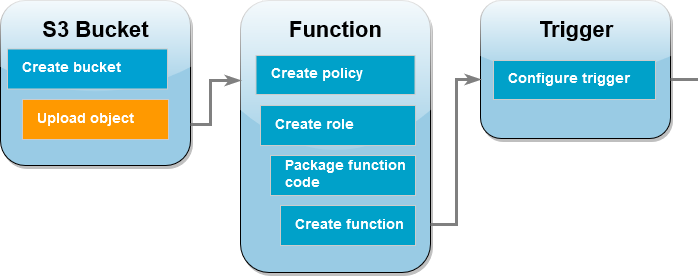 S3 Bucket
Create bucket
Upload object
Function
Create policy
Create role
Package function
code
Create function
Trigger
Configure trigger